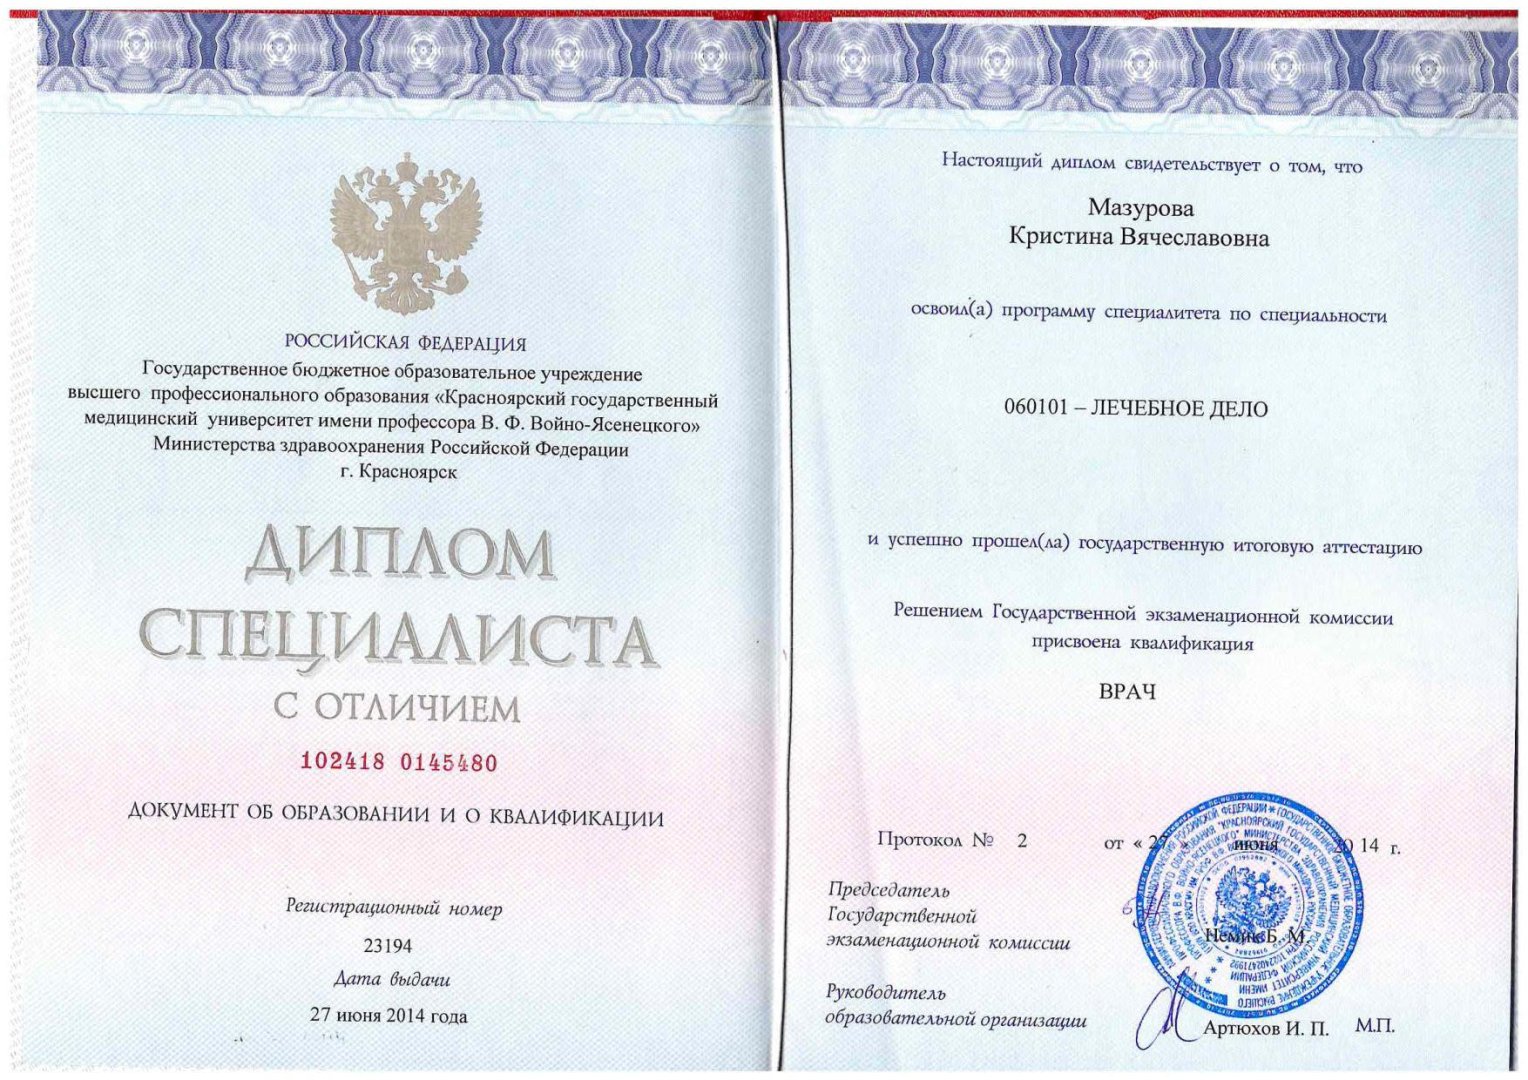 РОССИЙСКАЯ ФЕДЕРАЦИЯ
Государственное бюджетное образовательное учреждение
высшего профессионального образования «Красноярский государственный
медицинский университет имени профессора В. Ф. Войно-Ясенецкого»
Министерства здравоохранения Российской Федерации
г. Красноярск
ДИПЛОМ
СПЕЦИАЛИСТА
С ОТЛИЧИЕМ
102418 0145480
ДОКУМЕНТ ОБ ОБРАЗОВАНИИ И О КВАЛИФИКАЦИИ
Регистрационный номер
23194
Дата выдачи
27 июня 2014 года
Настоящий диплом свидетельствует о том, что
Мазурова
Кристина Вячеславовна
освоил(а) программу специалитета по специальности
060101 – ЛЕЧЕБНОЕ ДЕЛО
и успешно прошел(ла) государственную итоговую аттестацию
Решением Государственной экзаменационной комиссии
присвоена квалификация
ВРАЧ
Протокол № 2 от « 27 июня 20 14 г.
Председатель
Государственной
экзаменационной комиссии
Б. М.
Руководитель
образовательной организации
Артюхов И. П. М.П.